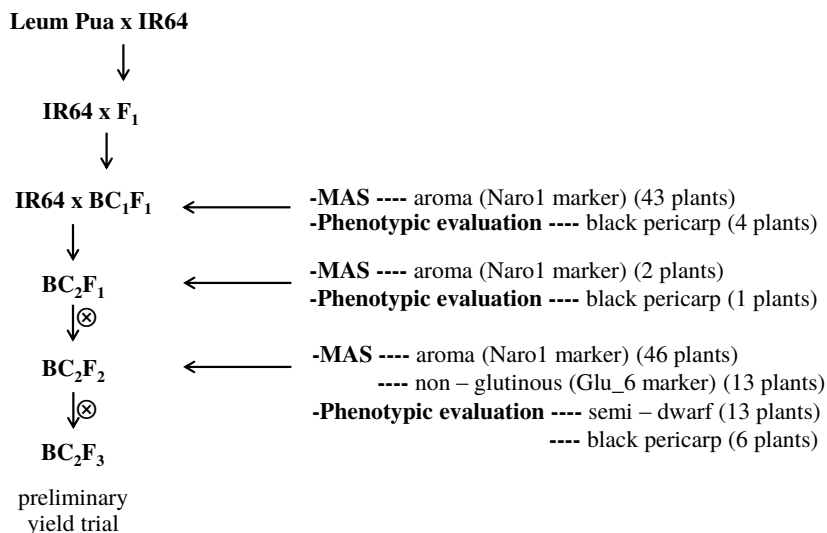 Leum Pua x IR64
IR64 x F₁
IR64 x BC₁F₁
-MAS ---- aroma (Naro1 marker) (43 plants)
-Phenotypic evaluation ---- black pericarp (4 plants)
BC₂F₁
-MAS ---- aroma (Naro1 marker) (2 plants)
-Phenotypic evaluation ---- black pericarp (1 plants)
⊗
BC₂F₂
-MAS ---- aroma (Naro1 marker) (46 plants)
---- non – glutinous (Glu_6 marker) (13 plants)
-Phenotypic evaluation ---- semi – dwarf (13 plants)
---- black pericarp (6 plants)
⊗
BC₂F₃
preliminary
yield trial